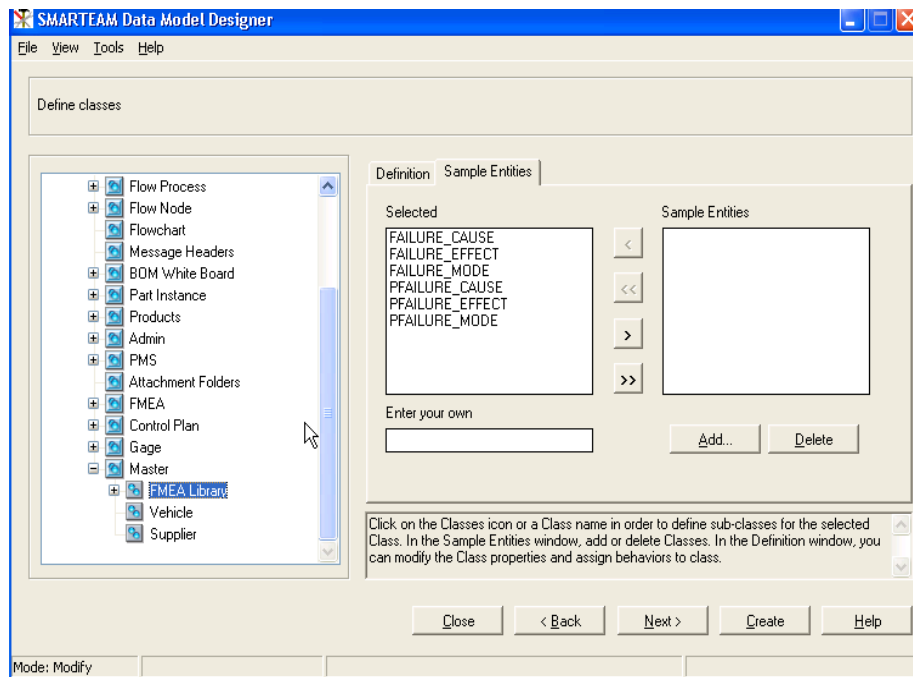 SMARTEAM Data Model Designer
File View Tools Help
Define classes
Flow Process
Flow Node
Flowchart
Message Headers
BOM White Board
Part Instance
Products
Admin
PMS
Attachment Folders
FMEA
Control Plan
Gage
Master
FMEA Library
Vehicle
Supplier
Definition Sample Entities
Selected
FAILURE_CAUSE
FAILURE_EFFECT
FAILURE_MODE
PFAILURE_CAUSE
PFAILURE_EFFECT
PFAILURE_MODE
<
<<
>
>>
Sample Entities
Enter your own
Add... Delete
Click on the Classes icon or a Class name in order to define sub-classes for the selected
Class. In the Sample Entities window, add or delete Classes. In the Definition window, you
can modify the Class properties and assign behaviors to class.
Close < Back Next > Create Help
Mode: Modify